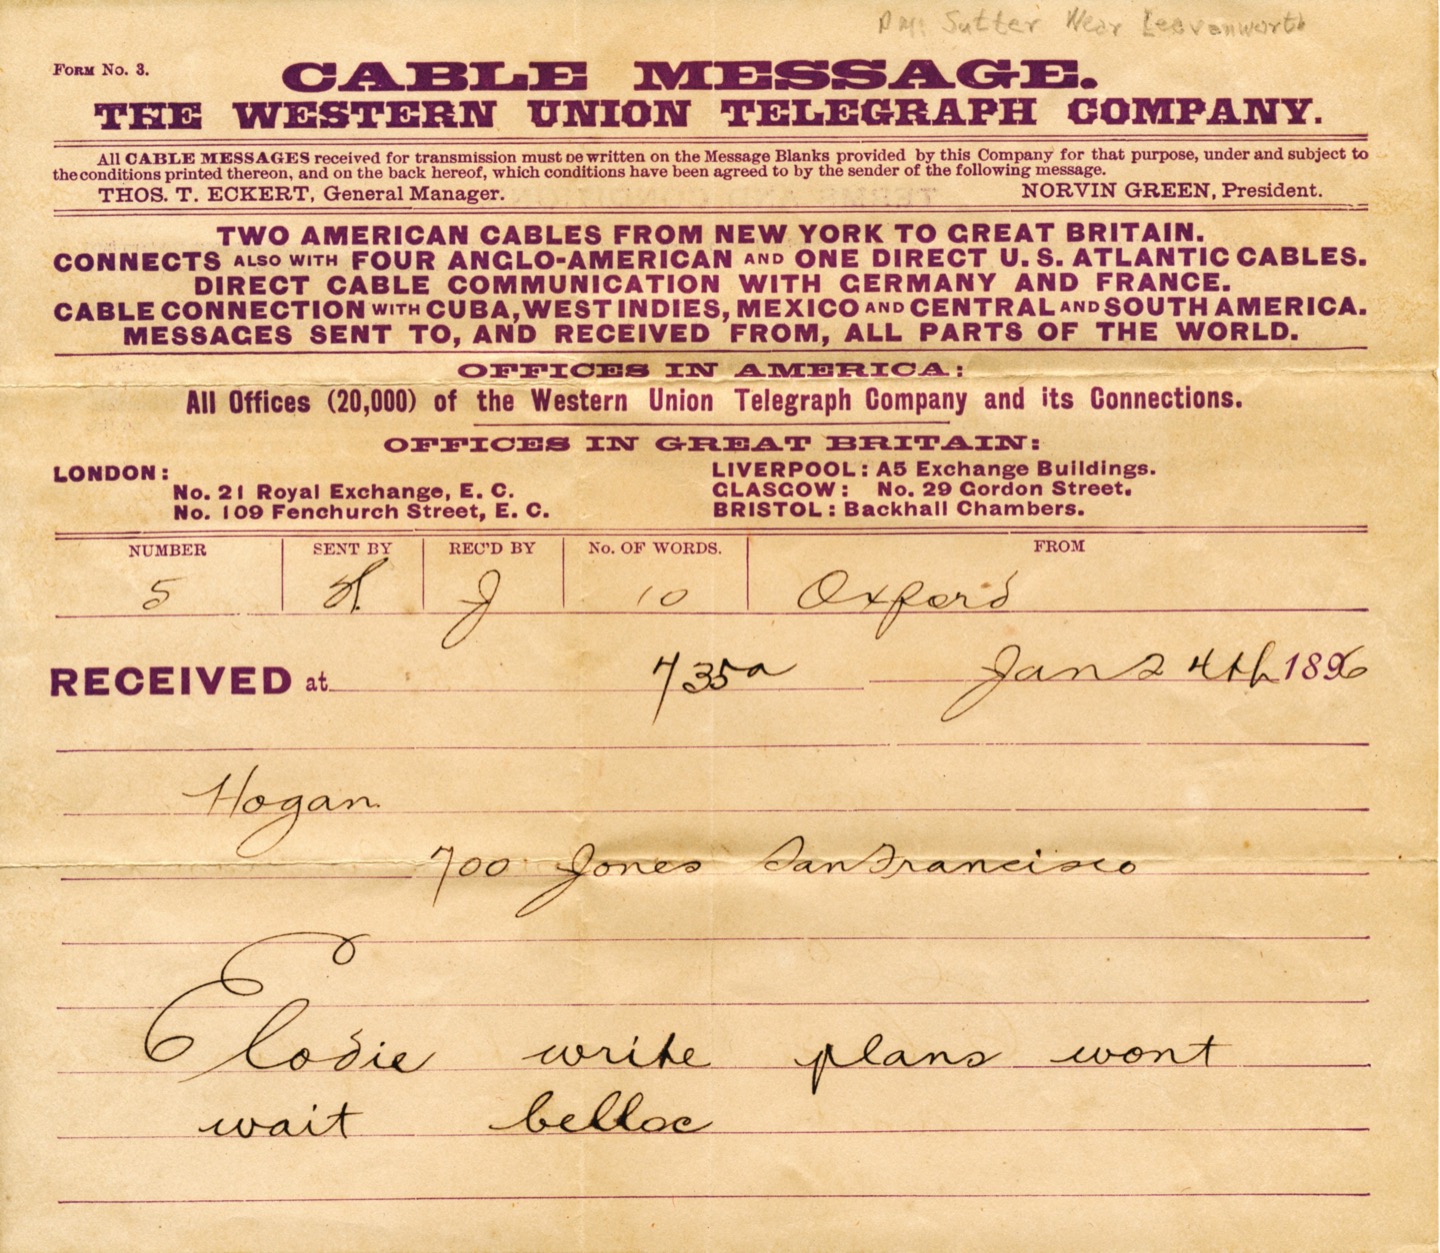 P M: Sutter Near Leavenworth
FORM No. 3.
CABLE MESSAGE.
THE WESTERN UNION TELEGRAPH COMPANY.
All CABLE MESSAGES received for transmission must be written on the Message Blanks provided by this Company for that purpose, under and subject to
the conditions printed thereon, and on the back hereof, which conditions have been agreed to by the sender of the following message.
THOS. T. ECKERT, General Manager. NORVIN GREEN, President.
TWO AMERICAN CABLES FROM NEW YORK TO GREAT BRITAIN.
CONNECTS ALSO WITH FOUR ANGLO-AMERICAN AND ONE DIRECT U. S. ATLANTIC CABLES.
DIRECT CABLE COMMUNICATION WITH GERMANY AND FRANCE.
CABLE CONNECTION WITH CUBA, WEST INDIES, MEXICO AND CENTRAL AND SOUTH AMERICA.
MESSAGES SENT TO, AND RECEIVED FROM, ALL PARTS OF THE WORLD.
OFFICES IN AMERICA:
All Offices (20,000) of the Western Union Telegraph Company and its Connections.
OFFICES IN GREAT BRITAIN:
LONDON: LIVERPOOL: A5 Exchange Buildings.
No. 21 Royal Exchange, E. C. GLASGOW: No. 29 Gordon Street.
No. 109 Fenchurch Street, E. C. BRISTOL: Backhall Chambers.
NUMBER SENT BY REC'D BY No. OF WORDS. FROM
5 J 10 Oxford
RECEIVED at 735a Jan 24th 1896
Hogan
700 Jones San Francisco
Elodie write plans wont
wait belloc